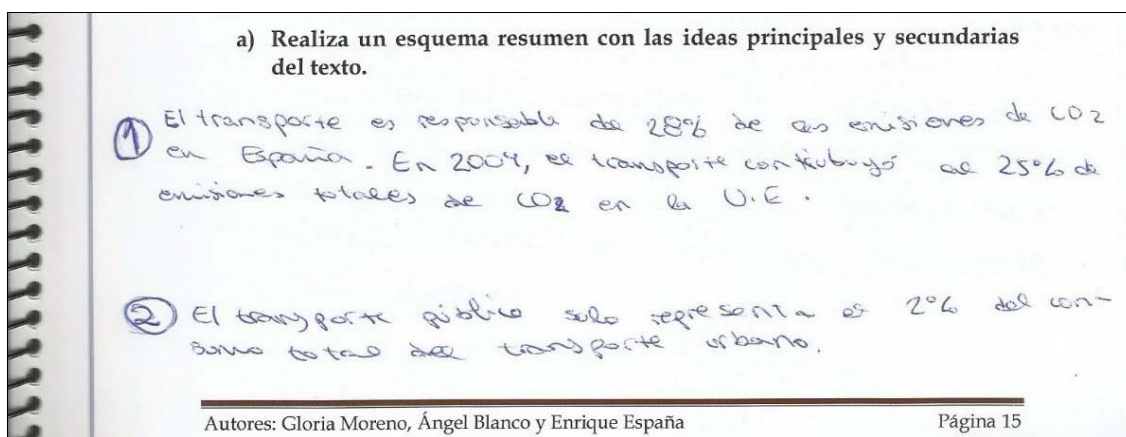 a) Realiza un esquema resumen con las ideas principales y secundarias
del texto.
① El transporte es responsable de 28% de las emisiones de CO2
en España. En 2004, el transporte contribuyó al 25% de
emisiones totales de CO2 en la U.E.
② El transporte público solo representa el 2% del con-
sumo total del transporte urbano.
Autores: Gloria Moreno, Ángel Blanco y Enrique España Página 15